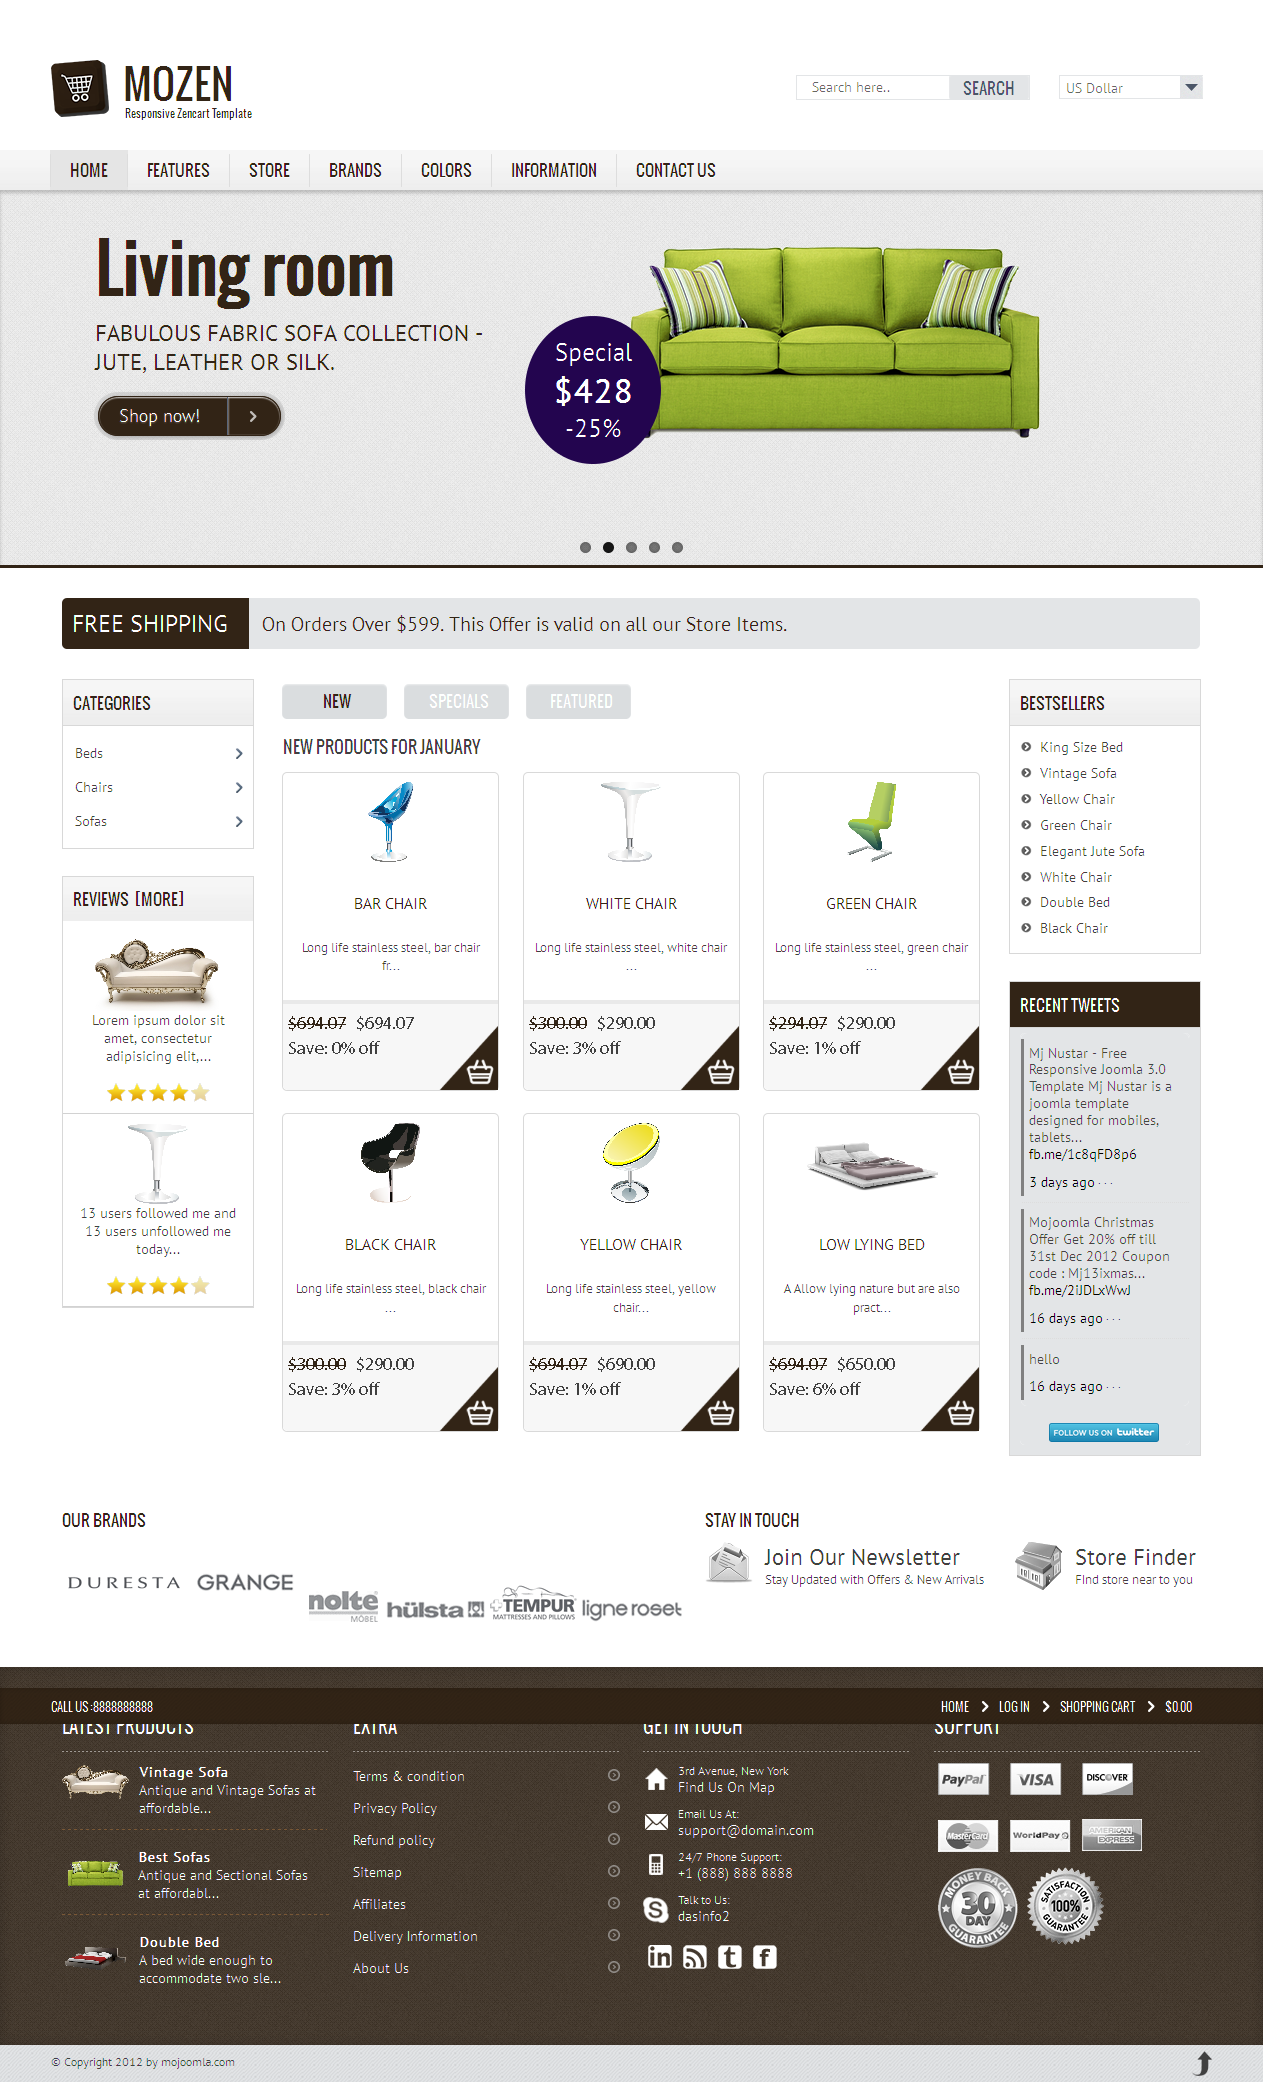 MOZEN
Responsive Zencart Template
Search here..
SEARCH
US Dollar
HOME
FEATURES
STORE
BRANDS
COLORS
INFORMATION
CONTACT US
Living room
FABULOUS FABRIC SOFA COLLECTION -
JUTE, LEATHER OR SILK.
Shop now!
Special
$428
-25%
FREE SHIPPING
On Orders Over $599. This Offer is valid on all our Store Items.
CATEGORIES
Beds
Chairs
Sofas
REVIEWS [MORE]
Lorem ipsum dolor sit
amet, consectetur
adipisicing elit,...
13 users followed me and
13 users unfollowed me
today...
NEW
SPECIALS
FEATURED
NEW PRODUCTS FOR JANUARY
BAR CHAIR
Long life stainless steel, bar chair
fr...
$694.07 $694.07
Save: 0% off
WHITE CHAIR
Long life stainless steel, white chair
...
$300.00 $290.00
Save: 3% off
GREEN CHAIR
Long life stainless steel, green chair
...
$294.07 $290.00
Save: 1% off
BLACK CHAIR
Long life stainless steel, black chair
...
$300.00 $290.00
Save: 3% off
YELLOW CHAIR
Long life stainless steel, yellow
chair...
$694.07 $690.00
Save: 1% off
LOW LYING BED
A Allow lying nature but are also
pract...
$694.07 $650.00
Save: 6% off
BESTSELLERS
King Size Bed
Vintage Sofa
Yellow Chair
Green Chair
Elegant Jute Sofa
White Chair
Double Bed
Black Chair
RECENT TWEETS
Mj Nustar - Free
Responsive Joomla 3.0
Template Mj Nustar is a
joomla template
designed for mobiles,
tablets...
fb.me/1c8qFD8p6
3 days ago · · ·
Mojoomla Christmas
Offer Get 20% off till
31st Dec 2012 Coupon
code : Mj13ixmas...
fb.me/2iJDLxWwJ
16 days ago · · ·
hello
16 days ago · · ·
FOLLOW US ON twitter
OUR BRANDS
DURESTA
GRANGE
nolte
MÖBEL
hülsta
TEMPUR
MATTRESSES AND PILLOWS
ligne roset
STAY IN TOUCH
Join Our Newsletter
Stay Updated with Offers & New Arrivals
Store Finder
FInd store near to you
CALL US :8888888888
HOME
LOG IN
SHOPPING CART
$0.00
LATEST PRODUCTS
Vintage Sofa
Antique and Vintage Sofas at
affordable...
Best Sofas
Antique and Sectional Sofas
at affordabl...
Double Bed
A bed wide enough to
accommodate two sle...
EXTRA
Terms & condition
Privacy Policy
Refund policy
Sitemap
Affiliates
Delivery Information
About Us
GET IN TOUCH
3rd Avenue, New York
Find Us On Map
Email Us At:
support@domain.com
24/7 Phone Support:
+1 (888) 888 8888
Talk to Us:
dasinfo2
in
t
f
SUPPORT
PayPal
VISA
DISCOVER
MasterCard
WorldPay
AMERICAN EXPRESS
MONEY BACK
30
DAY
GUARANTEE
SATISFACTION
100%
GUARANTEE
© Copyright 2012 by mojoomla.com